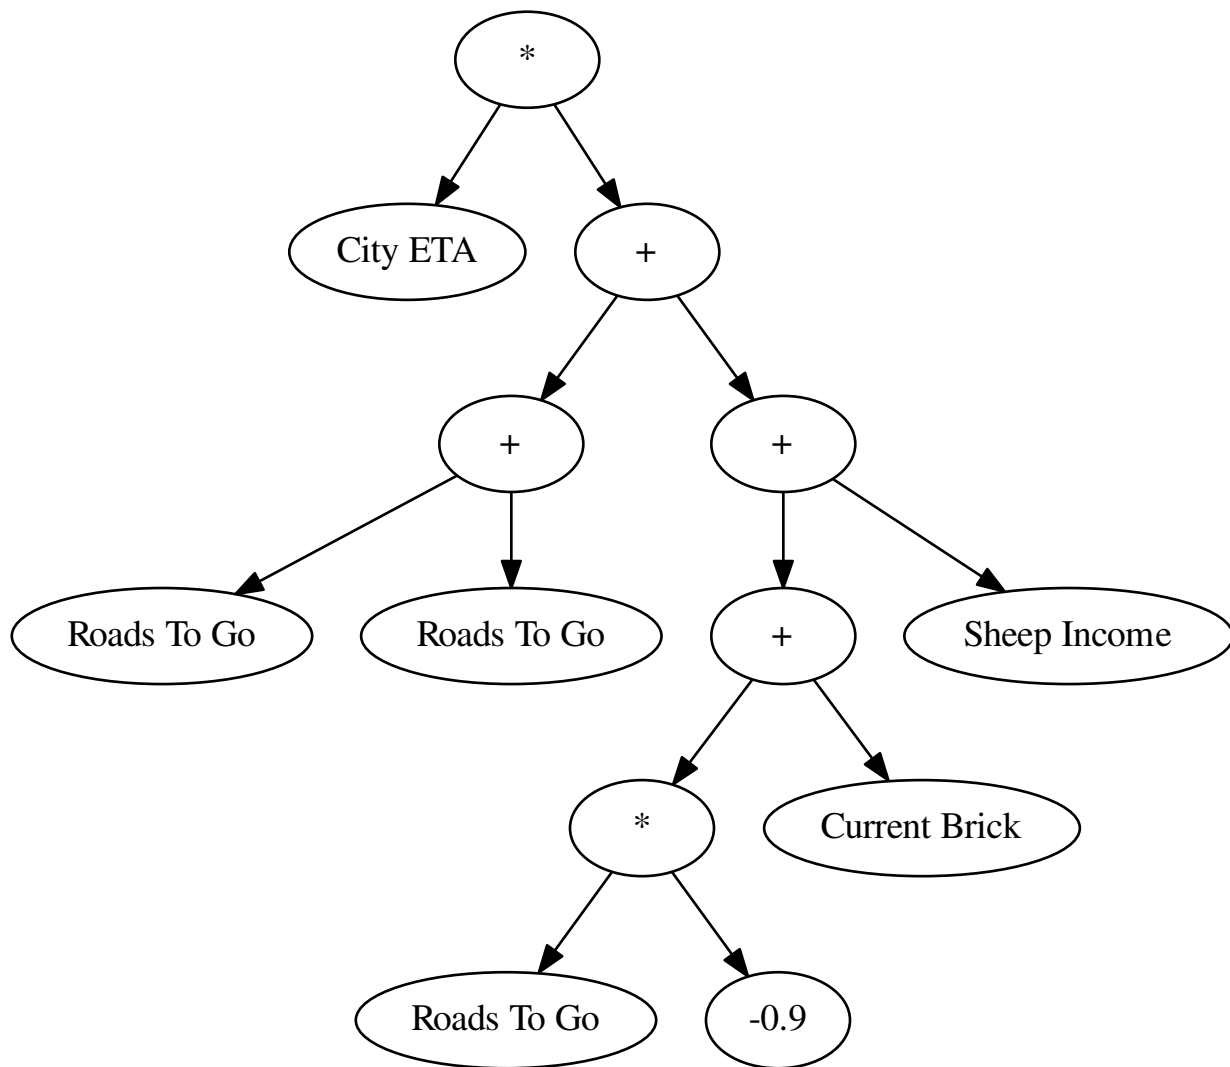 *
City ETA
+
+
+
Roads To Go
Roads To Go
+
Sheep Income
*
Current Brick
Roads To Go
-0.9